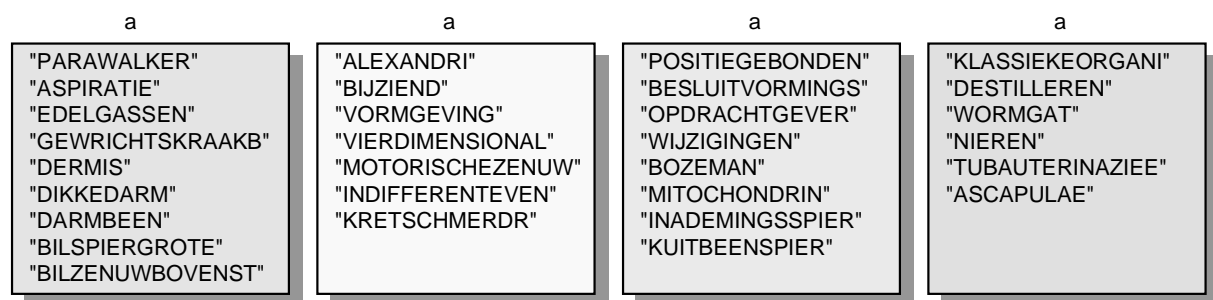 a
"PARAWALKER"
"ASPIRATIE"
"EDELGASSEN"
"GEWRICHTSKRAAKB"
"DERMIS"
"DIKKEDARM"
"DARMBEEN"
"BILSPIERGROTE"
"BILZENUWBOVENST"
a
"ALEXANDRI"
"BIJZIEND"
"VORMGEVING"
"VIERDIMENSIONAL"
"MOTORISCHEZENUW"
"INDIFFERENTEVEN"
"KRETSCHMERDR"
a
"POSITIEGEBONDEN"
"BESLUITVORMINGS"
"OPDRACHTGEVER"
"WIJZIGINGEN"
"BOZEMAN"
"MITOCHONDRIN"
"INADEMINGSSPIER"
"KUITBEENSPIER"
a
"KLASSIEKEORGANI"
"DESTILLEREN"
"WORMGAT"
"NIEREN"
"TUBAUTERINAZIEE"
"ASCAPULAE"